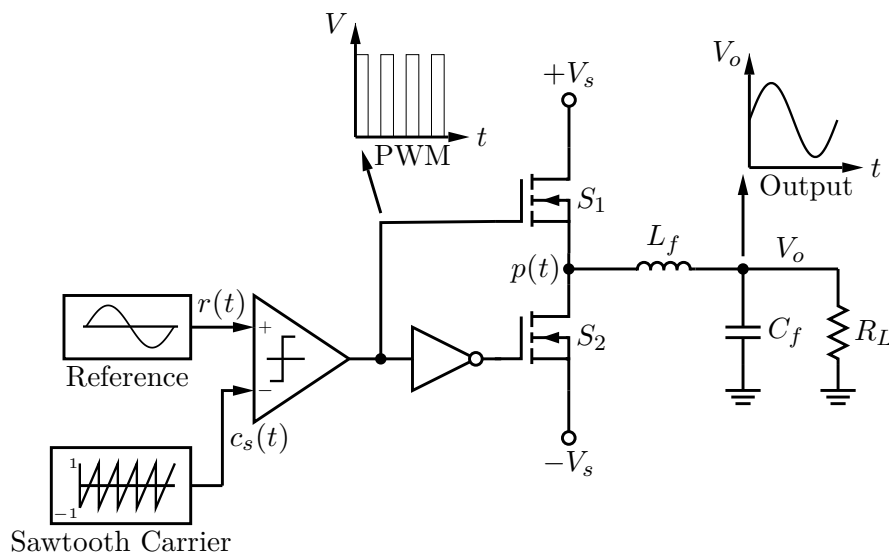 V
t
PWM
+V_s
S_1
V_o
t
Output
L_f
V_o
p(t)
r(t)
+
Reference
−
c_s(t)
S_2
C_f
R_L
1
−1
−V_s
Sawtooth Carrier